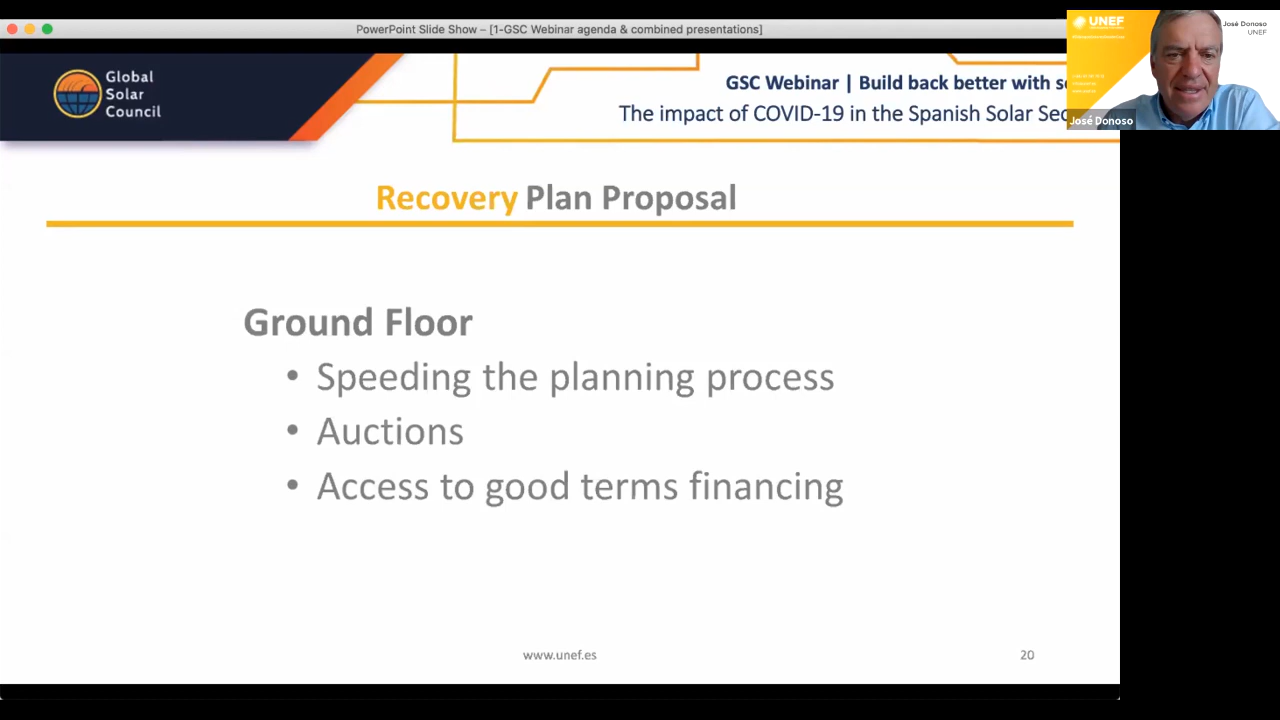 PowerPoint Slide Show – [1-GSC Webinar agenda & combined presentations]
UNEF
José Donoso
UNEF
José Donoso
Global
Solar
Council
GSC Webinar | Build back better with
The impact of COVID-19 in the Spanish Solar
Recovery Plan Proposal
Ground Floor
• Speeding the planning process
• Auctions
• Access to good terms financing
www.unef.es
20